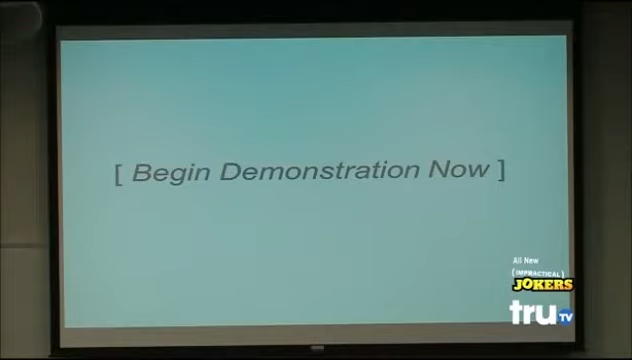 [ Begin Demonstration Now ]
All New
(IMPRACTICAL)
JOKERS
truTV